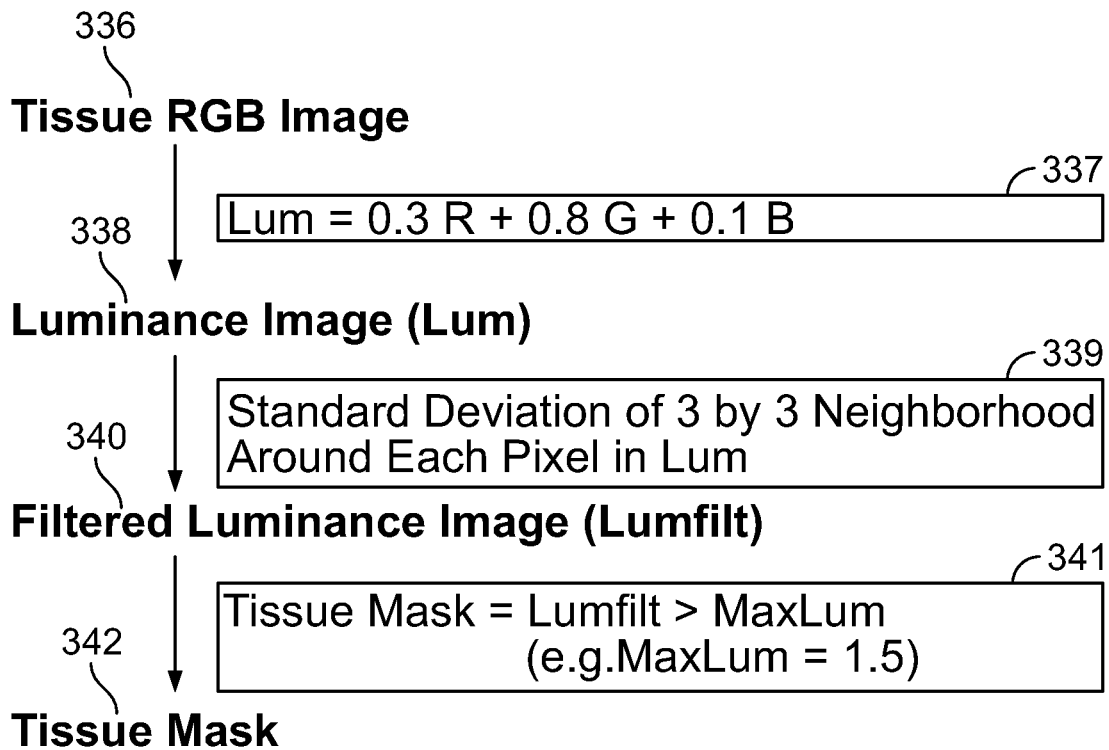 336
Tissue RGB Image
337
Lum = 0.3 R + 0.8 G + 0.1 B
338
Luminance Image (Lum)
339
Standard Deviation of 3 by 3 Neighborhood
Around Each Pixel in Lum
340
Filtered Luminance Image (Lumfilt)
341
Tissue Mask = Lumfilt > MaxLum
(e.g.MaxLum = 1.5)
342
Tissue Mask